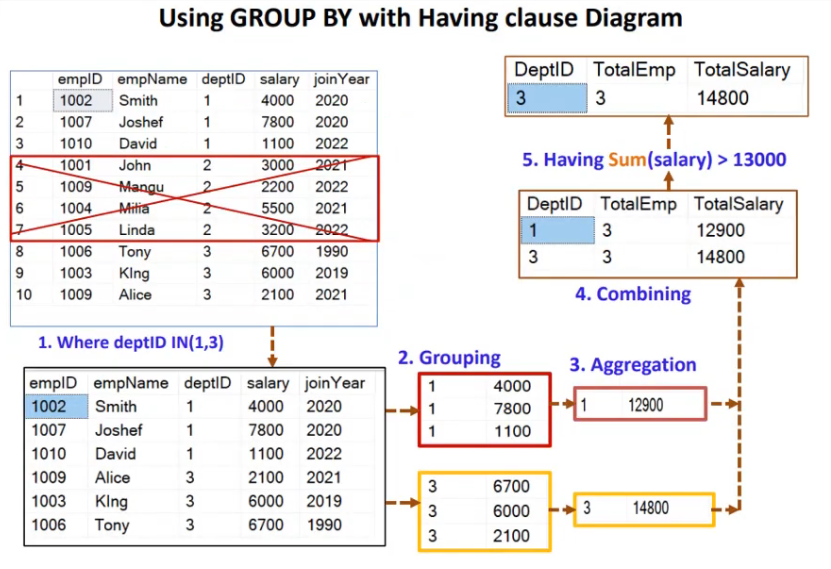 Using GROUP BY with Having clause Diagram
empID empName deptID salary joinYear
1 1002 Smith 1 4000 2020
2 1007 Joshef 1 7800 2020
3 1010 David 1 1100 2022
4 1001 John 2 3000 2021
5 1009 Mangu 2 2200 2022
6 1004 Milia 2 5500 2021
7 1005 Linda 2 3200 2022
8 1006 Tony 3 6700 1990
9 1003 KIng 3 6000 2019
10 1009 Alice 3 2100 2021
1. Where deptID IN(1,3)
empID empName deptID salary joinYear
1002 Smith 1 4000 2020
1007 Joshef 1 7800 2020
1010 David 1 1100 2022
1009 Alice 3 2100 2021
1003 KIng 3 6000 2019
1006 Tony 3 6700 1990
2. Grouping
1 4000
1 7800
1 1100
3 6700
3 6000
3 2100
3. Aggregation
1 12900
3 14800
4. Combining
DeptID TotalEmp TotalSalary
1 3 12900
3 3 14800
5. Having Sum(salary) > 13000
DeptID TotalEmp TotalSalary
3 3 14800